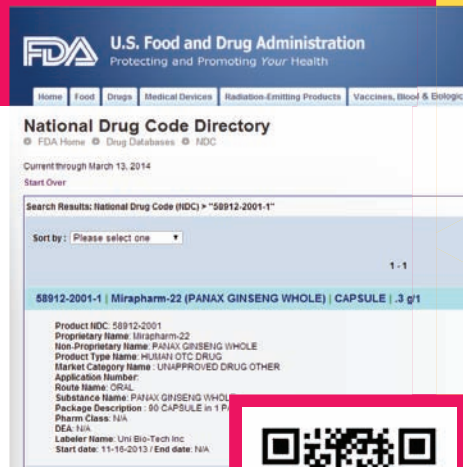 FDA U.S. Food and Drug Administration
Protecting and Promoting Your Health
Home Food Drugs Medical Devices Radiation-Emitting Products Vaccines, Blood & Biologic
National Drug Code Directory
FDA Home Drug Databases NDC
Current through March 13, 2014
Start Over
Search Results: National Drug Code (NDC) > "58912-2001-1"
Sort by : Please select one
1 - 1
58912-2001-1 | Mirapharm-22 (PANAX GINSENG WHOLE) | CAPSULE | .3 g/1
Product NDC: 58912-2001
Proprietary Name: Mirapharm-22
Non-Proprietary Name: PANAX GINSENG WHOLE
Product Type Name: HUMAN OTC DRUG
Market Category Name : UNAPPROVED DRUG OTHER
Application Number:
Route Name: ORAL
Substance Name: PANAX GINSENG WHOLE
Package Description : 90 CAPSULE in 1
Pharm Class: N/A
DEA: N/A
Labeler Name: Uni Bio-Tech Inc
Start date: 11-16-2013 / End date: N/A